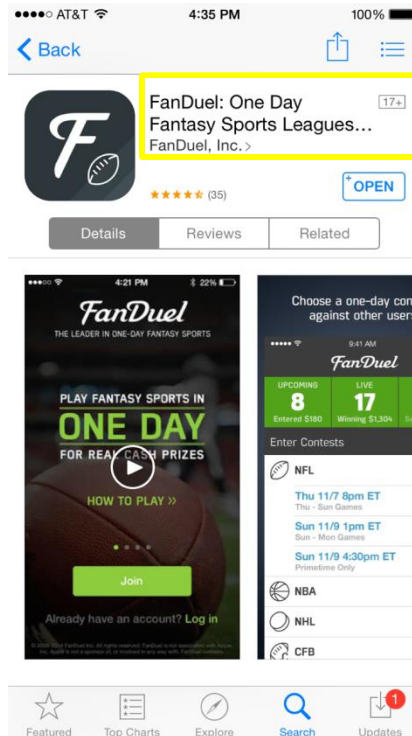 AT&T 4:35 PM 100%
Back
FanDuel: One Day
Fantasy Sports Leagues…
17+
FanDuel, Inc.>
(35)
+OPEN
Details Reviews Related
4:21 PM 22%
FanDuel
THE LEADER IN ONE-DAY FANTASY SPORTS
PLAY FANTASY SPORTS IN
ONE DAY
FOR REAL CASH PRIZES
HOW TO PLAY »
Join
Already have an account? Log in
Choose a one-day con
against other users
9:41 AM
FanDuel
UPCOMING LIVE
8 17
Entered $180 Winning $1,304
Enter Contests
NFL
Thu 11/7 8pm ET
Thu - Sun Games
Sun 11/9 1pm ET
Sun - Mon Games
Sun 11/9 4:30pm ET
Primetime Only
NBA
NHL
CFB
Featured Top Charts Explore Search Updates
1